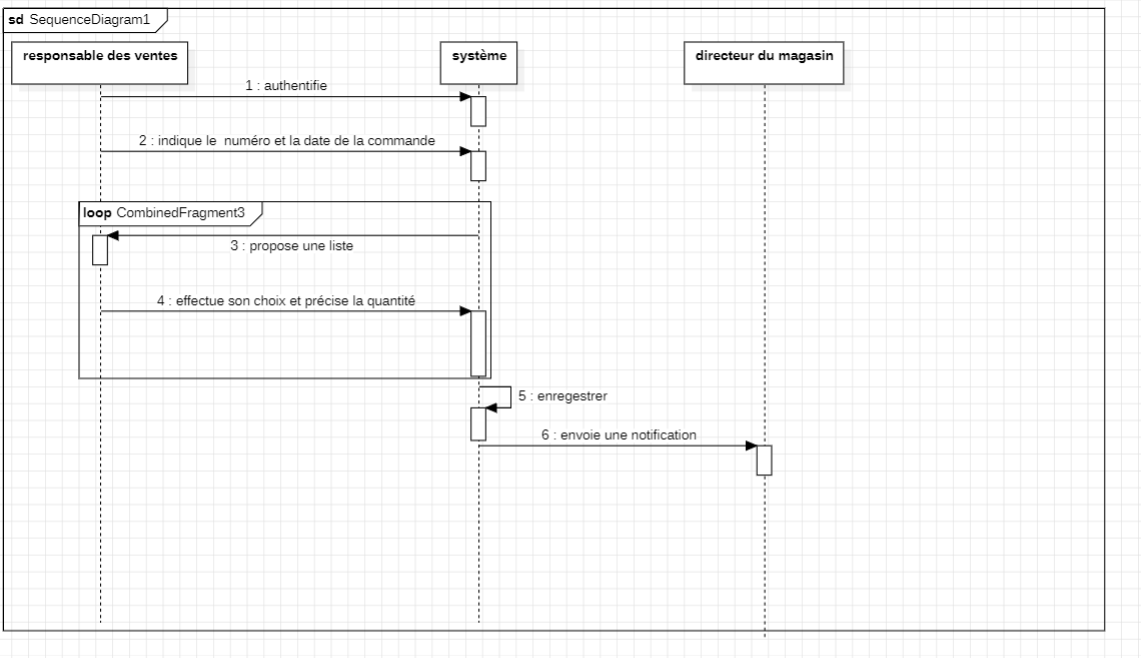 sd SequenceDiagram1
responsable des ventes
système
directeur du magasin
1 : authentifie
2 : indique le  numéro et la date de la commande
loop CombinedFragment3
3 : propose une liste
4 : effectue son choix et précise la quantité
5 : enregestrer
6 : envoie une notification